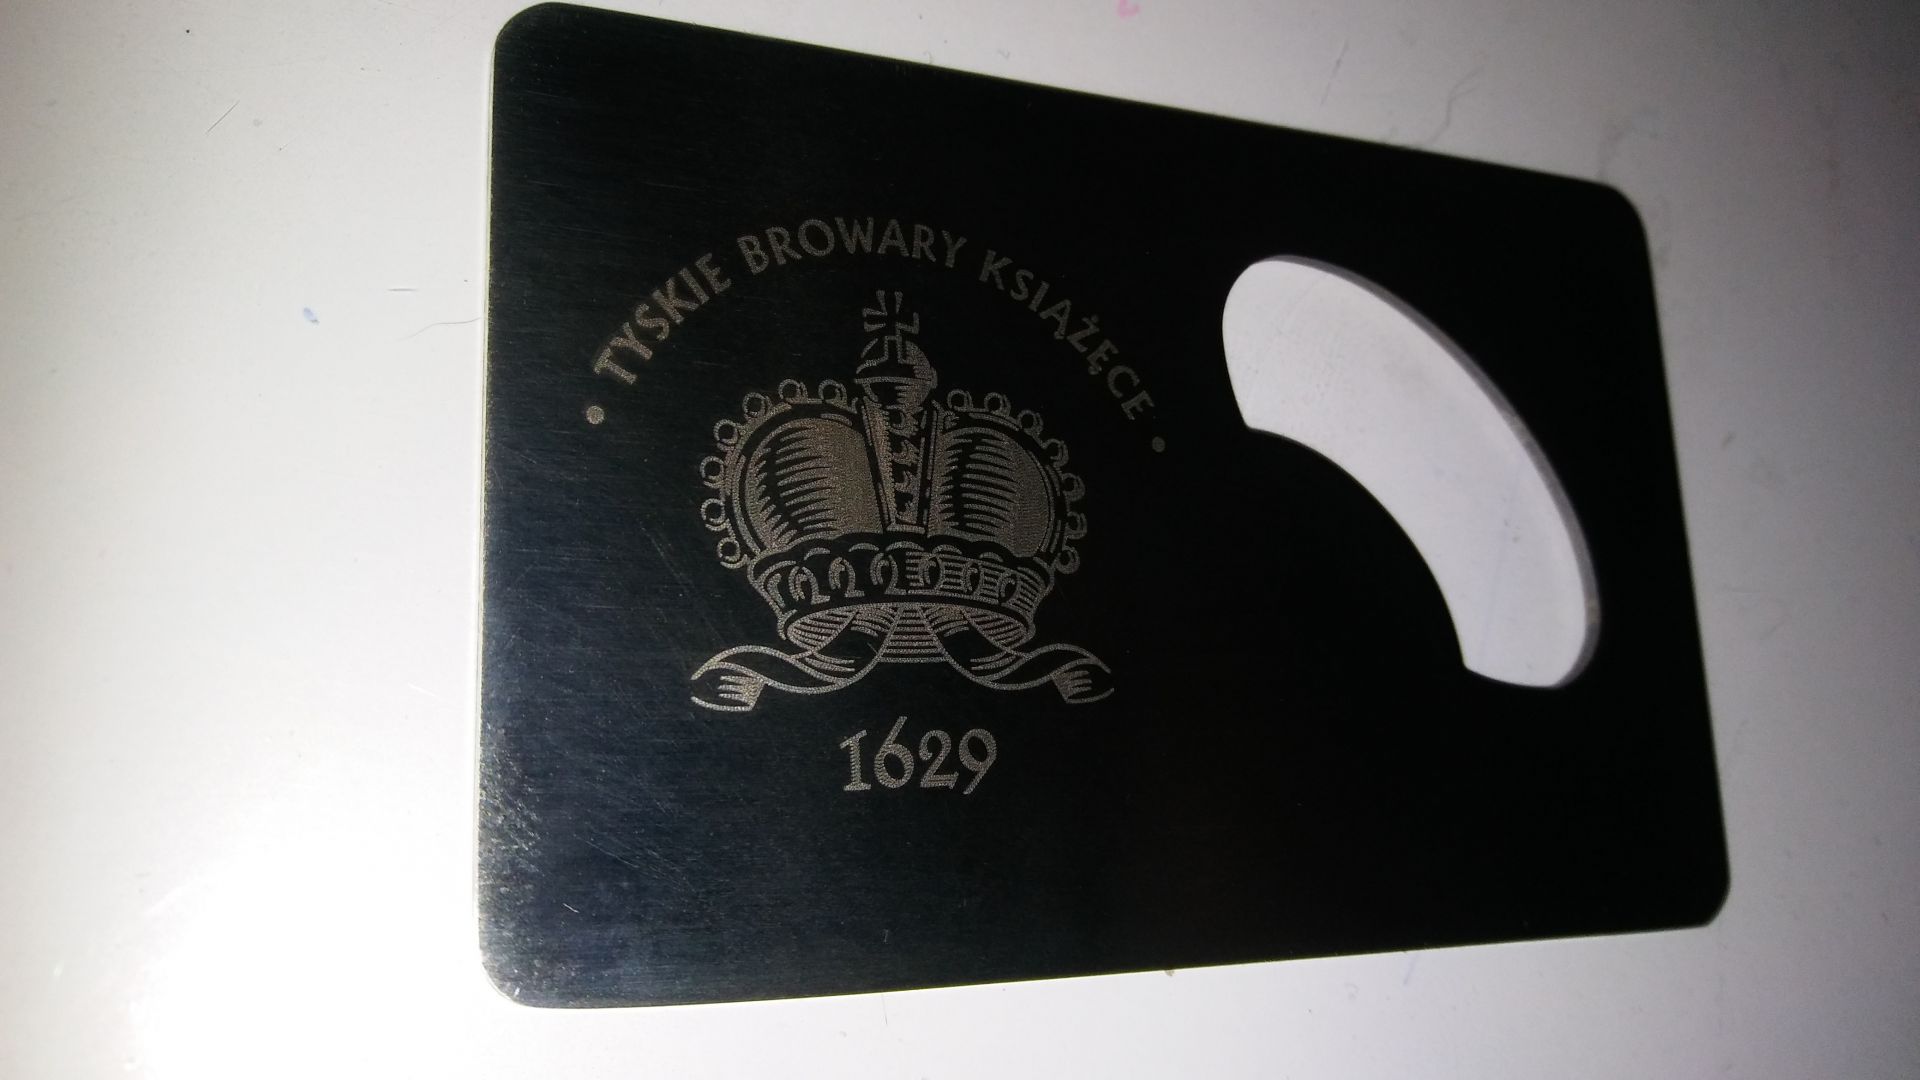 • TYSKIE BROWARY KSIĄŻĘCE •
1629